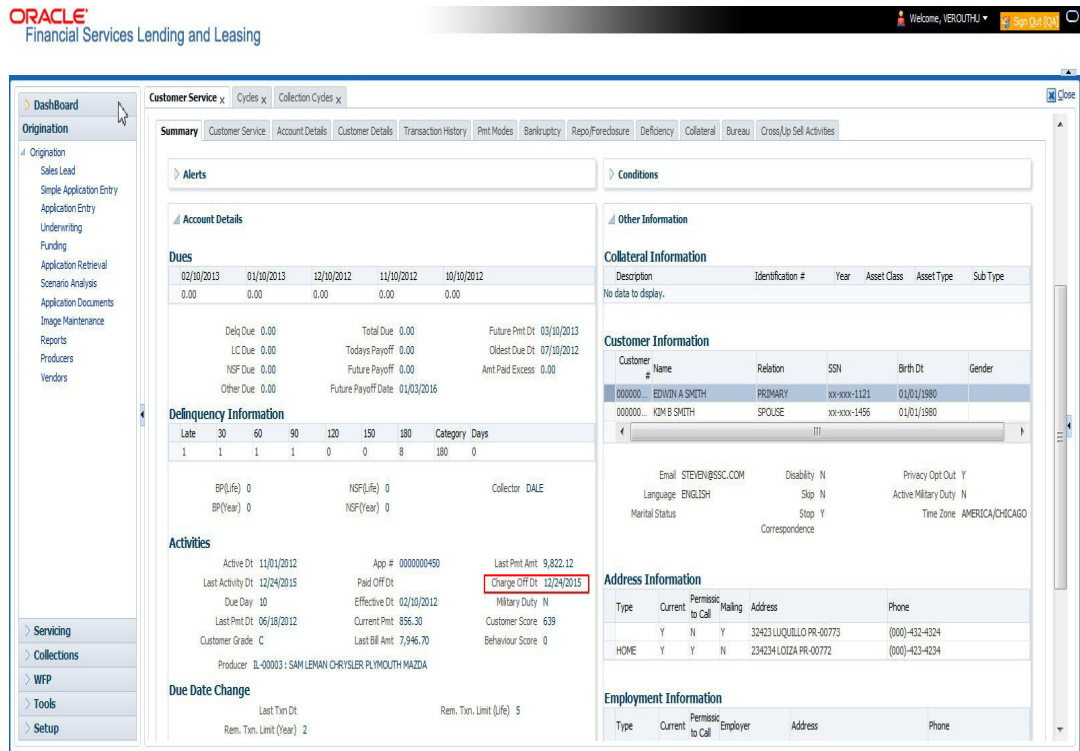 ORACLE'
Financial Services Lending and Leasing
Welcome, VEROUTHU
Sign Out [QA]
Close
DashBoard
Origination
Origination
Sales Lead
Simple Application Entry
Application Entry
Underwriting
Funding
Application Retrieval
Scenario Analysis
Application Documents
Image Maintenance
Reports
Producers
Vendors
Servicing
Collections
WFP
Tools
Setup
Customer Service x Cycles x Collection Cycles x
Summary Customer Service Account Details Customer Details Transaction History Pmt Modes Bankruptcy Repo/Foreclosure Deficiency Collateral Bureau Cross/Up Sell Activities
Alerts
Account Details
Dues
02/10/2013 01/10/2013 12/10/2012 11/10/2012 10/10/2012
0.00 0.00 0.00 0.00 0.00
Delq Due 0.00 Total Due 0.00 Future Pmt Dt 03/10/2013
LC Due 0.00 Todays Payoff 0.00 Oldest Due Dt 07/10/2012
NSF Due 0.00 Future Payoff 0.00 Amt Paid Excess 0.00
Other Due 0.00 Future Payoff Date 01/03/2016
Delinquency Information
Late 30 60 90 120 150 180 Category Days
1 1 1 1 0 0 8 180 0
BP(Life) 0 NSF(Life) 0 Collector DALE
BP(Year) 0 NSF(Year) 0
Activities
Active Dt 11/01/2012 App # 0000000450 Last Pmt Amt 9,822.12
Last Activity Dt 12/24/2015 Paid Off Dt Charge Off Dt 12/24/2015
Due Day 10 Effective Dt 02/10/2012 Military Duty N
Last Pmt Dt 06/18/2012 Current Pmt 856.30 Customer Score 639
Customer Grade C Last Bill Amt 7,946.70 Behaviour Score 0
Producer IL-00003 : SAM LEMAN CHRYSLER PLYMOUTH MAZDA
Due Date Change
Last Txn Dt Rem. Txn. Limit (Life) 5
Rem. Txn. Limit (Year) 2
Conditions
Other Information
Collateral Information
Description Identification # Year Asset Class Asset Type Sub Type
No data to display.
Customer Information
Customer # Name Relation SSN Birth Dt Gender
000000... EDWIN A SMITH PRIMARY xx-xxx-1121 01/01/1980
000000... KIM B SMITH SPOUSE xx-xxx-1456 01/01/1980
Email STEVEN@SSC.COM Disability N Privacy Opt Out Y
Language ENGLISH Skip N Active Military Duty N
Marital Status Stop Correspondence Y Time Zone AMERICA/CHICAGO
Address Information
Type Current Permissic to Call Mailing Address Phone
Y N Y 32423 LUQUILLO PR-00773 (000)-432-4324
HOME Y Y N 234234 LOIZA PR-00772 (000)-423-4234
Employment Information
Type Current Permissic to Call Employer Address Phone